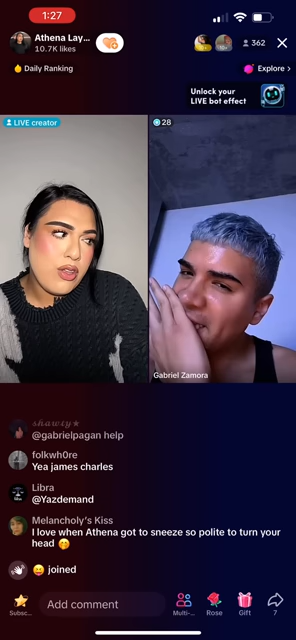 1:27
Athena Lay...
10.7K likes
362
Daily Ranking
Explore >
Unlock your
LIVE bot effect
LIVE creator
28
Gabriel Zamora
shawty★
@gabrielpagan help
folkwh0re
Yea james charles
Libra
@Yazdemand
Melancholy's Kiss
I love when Athena got to sneeze so polite to turn your
head 🤭
😛 joined
Add comment
Subsc...
Multi-...
Rose
Gift
7